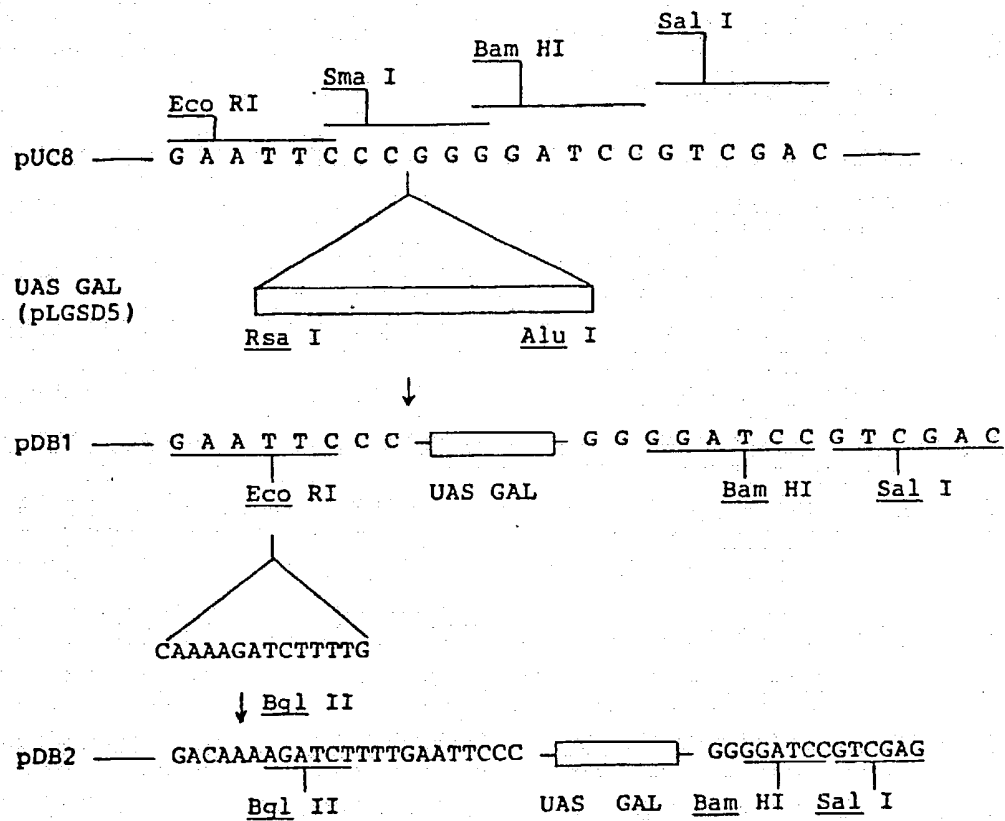 Sal I
Bam HI
Sma I
Eco RI
pUC8 G A A T T C C C G G G G A T C C G T C G A C
UAS GAL
(pLGSD5)
Rsa I Alu I
pDB1 G A A T T C C C G G G G A T C C G T C G A C
Eco RI UAS GAL Bam HI Sal I
CAAAAGATCTTTTG
Bgl II
pDB2 GACAAAAGATCTTTTGAATTCCC GGGGATCCGTCGAG
Bgl II UAS GAL Bam HI Sal I